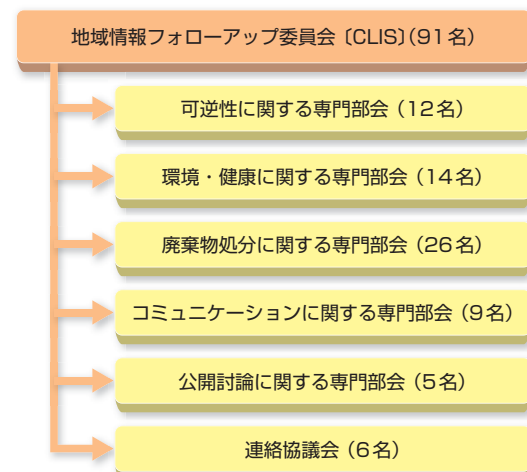 地域情報フォローアップ委員会〔CLIS〕(91名)
可逆性に関する専門部会（12名）
環境・健康に関する専門部会（14名）
廃棄物処分に関する専門部会（26名）
コミュニケーションに関する専門部会（9名）
公開討論に関する専門部会（5名）
連絡協議会（6名）